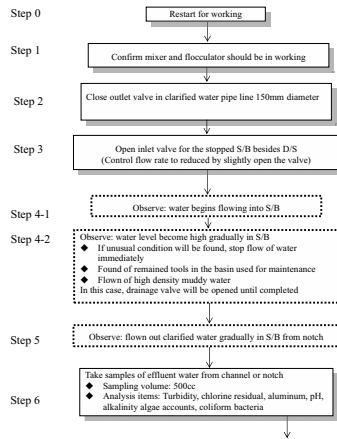 Step 0
Restart for working
Step 1
Confirm mixer and flocculator should be in working
Step 2
Close outlet valve in clarified water pipe line 150mm diameter
Step 3
Open inlet valve for the stopped S/B besides D/S
(Control flow rate to reduced by slightly open the valve)
Step 4-1
Observe: water begins flowing into S/B
Step 4-2
Observe: water level become high gradually in S/B
◆ If unusual condition will be found, stop flow of water
immediately
◆ Found of remained tools in the basin used for maintenance
◆ Flown of high density muddy water
In this case, drainage valve will be opened until completed
Step 5
Observe: flown out clarified water gradually in S/B from notch
Step 6
Take samples of effluent water from channel or notch
◆ Sampling volume: 500cc
◆ Analysis items: Turbidity, chlorine residual, aluminum, pH,
alkalinity algae accounts, coliform bacteria